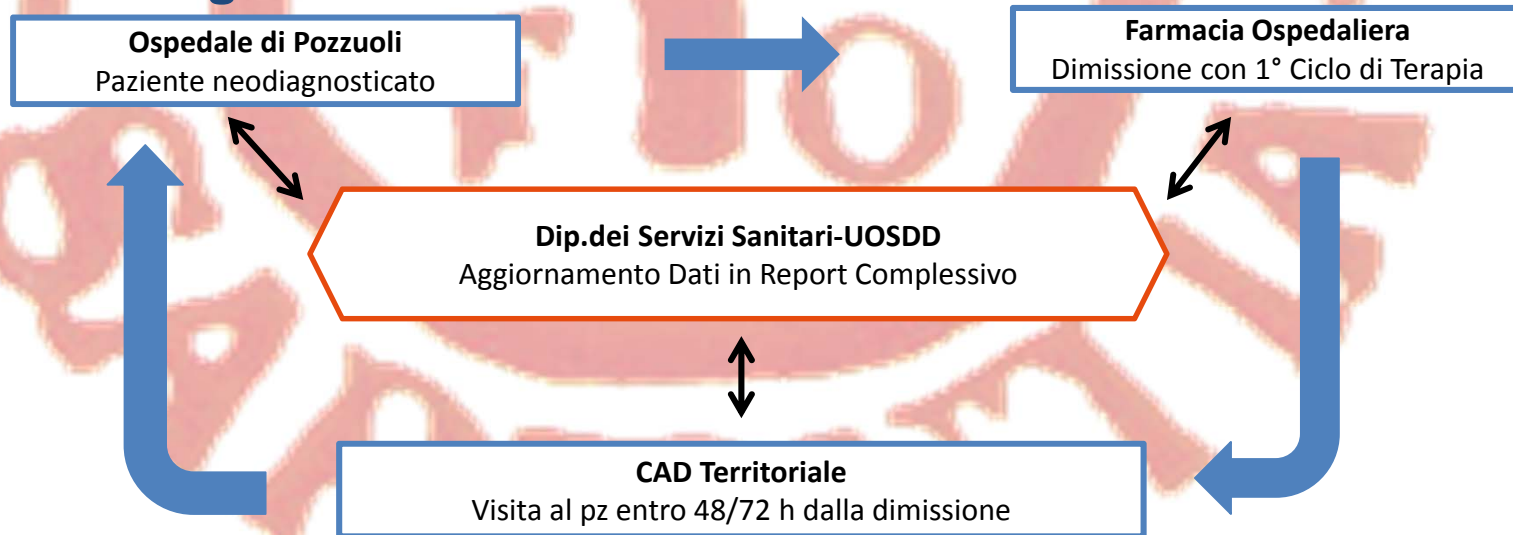 Ospedale di Pozzuoli
Paziente neodiagnosticato
Farmacia Ospedaliera
Dimissione con 1° Ciclo di Terapia
Dip.dei Servizi Sanitari-UOSDD
Aggiornamento Dati in Report Complessivo
CAD Territoriale
Visita al pz entro 48/72 h dalla dimissione